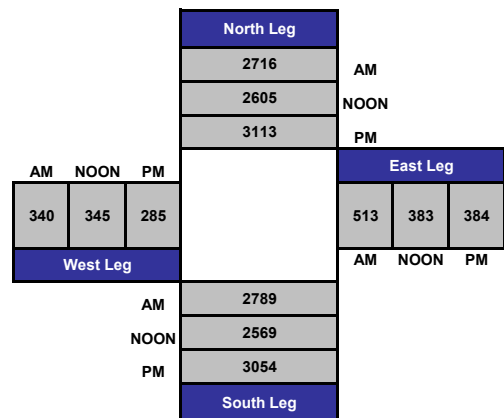 North Leg
2716 AM
2605 NOON
3113 PM
AM NOON PM
East Leg
340 345 285
513 383 384
West Leg
AM NOON PM
AM 2789
NOON 2569
PM 3054
South Leg